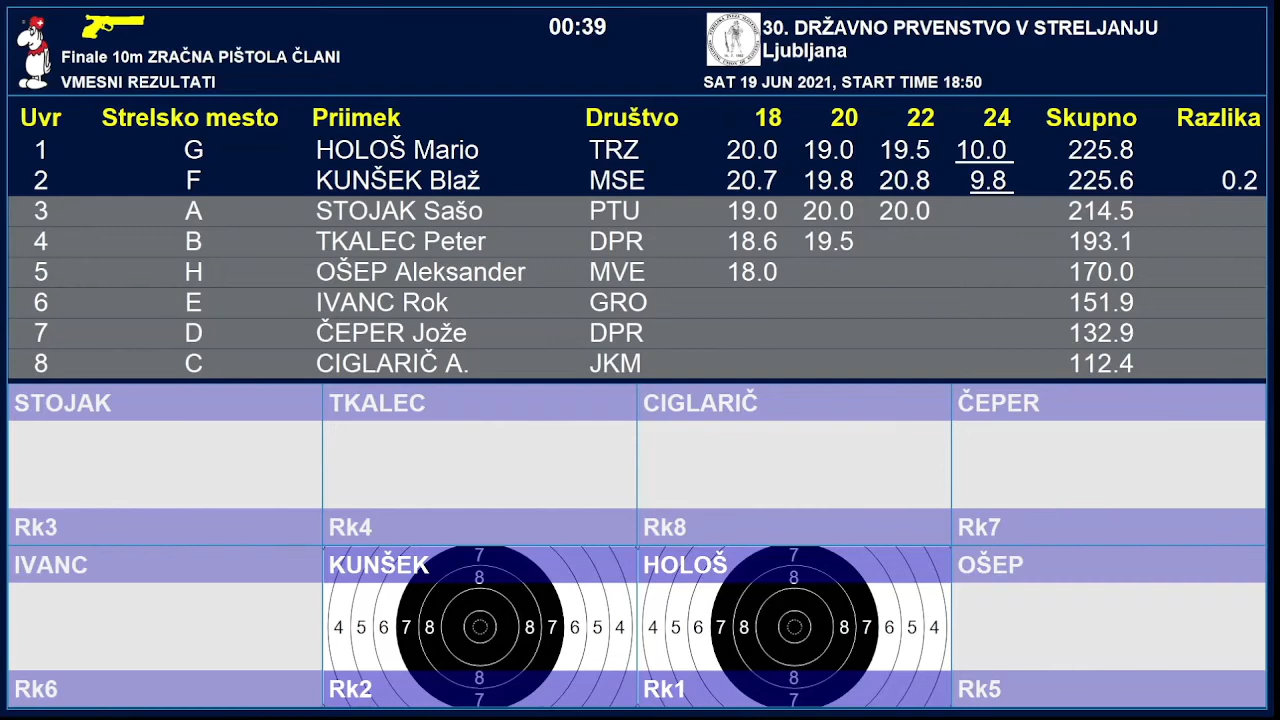 Finale 10m ZRAČNA PIŠTOLA ČLANI
VMESNI REZULTATI
00:39
30. DRŽAVNO PRVENSTVO V STRELJANJU
Ljubljana
SAT 19 JUN 2021, START TIME 18:50
Uvr Strelsko mesto Priimek Društvo 18 20 22 24 Skupno Razlika
1 G HOLOŠ Mario TRZ 20.0 19.0 19.5 10.0 225.8
2 F KUNŠEK Blaž MSE 20.7 19.8 20.8 9.8 225.6 0.2
3 A STOJAK Sašo PTU 19.0 20.0 20.0 214.5
4 B TKALEC Peter DPR 18.6 19.5 193.1
5 H OŠEP Aleksander MVE 18.0 170.0
6 E IVANC Rok GRO 151.9
7 D ČEPER Jože DPR 132.9
8 C CIGLARIČ A. JKM 112.4
STOJAK TKALEC CIGLARIČ ČEPER
Rk3 Rk4 Rk8 Rk7
7 7
IVANC KUNŠEK HOLOŠ OŠEP
8 8
4 5 6 7 8 8 7 6 5 4 4 5 6 7 8 8 7 6 5 4
8 8
Rk6 Rk2 Rk1 Rk5
7 7